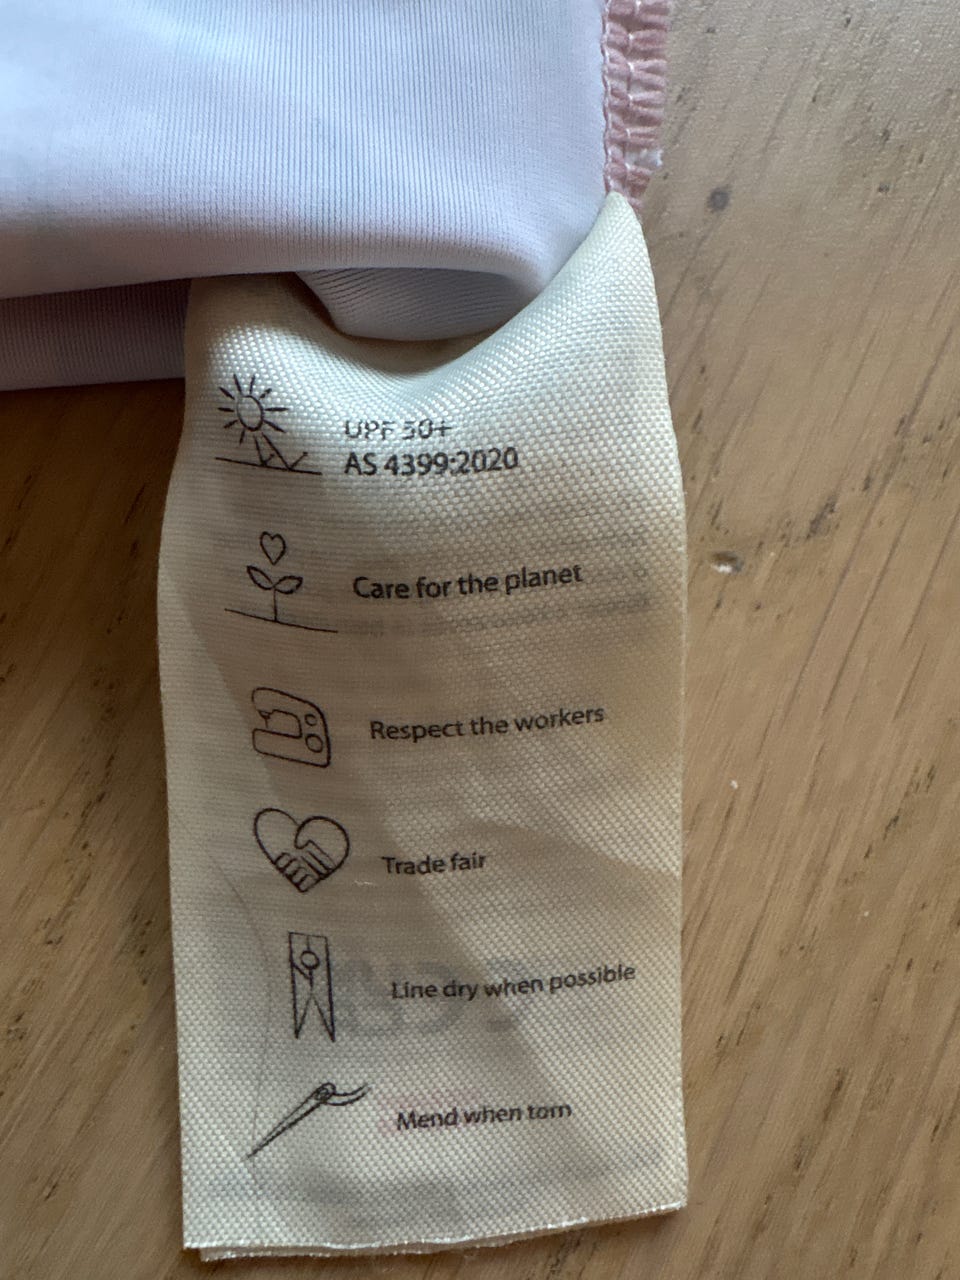 UPF 50+
AS 4399:2020
Care for the planet
Respect the workers
Trade fair
Line dry when possible
Mend when torn